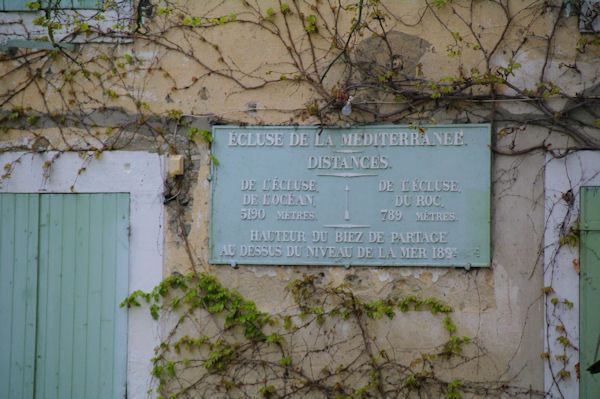 ÉCLUSE DE LA MÉDITERRANÉE.
DISTANCES.
DE L'ÉCLUSE,
DE L'OCÉAN,
5190 MÈTRES.
DE L'ÉCLUSE,
DU ROC,
789 MÈTRES.
HAUTEUR DU BIEZ DE PARTAGE
AU DESSUS DU NIVEAU DE LA MER